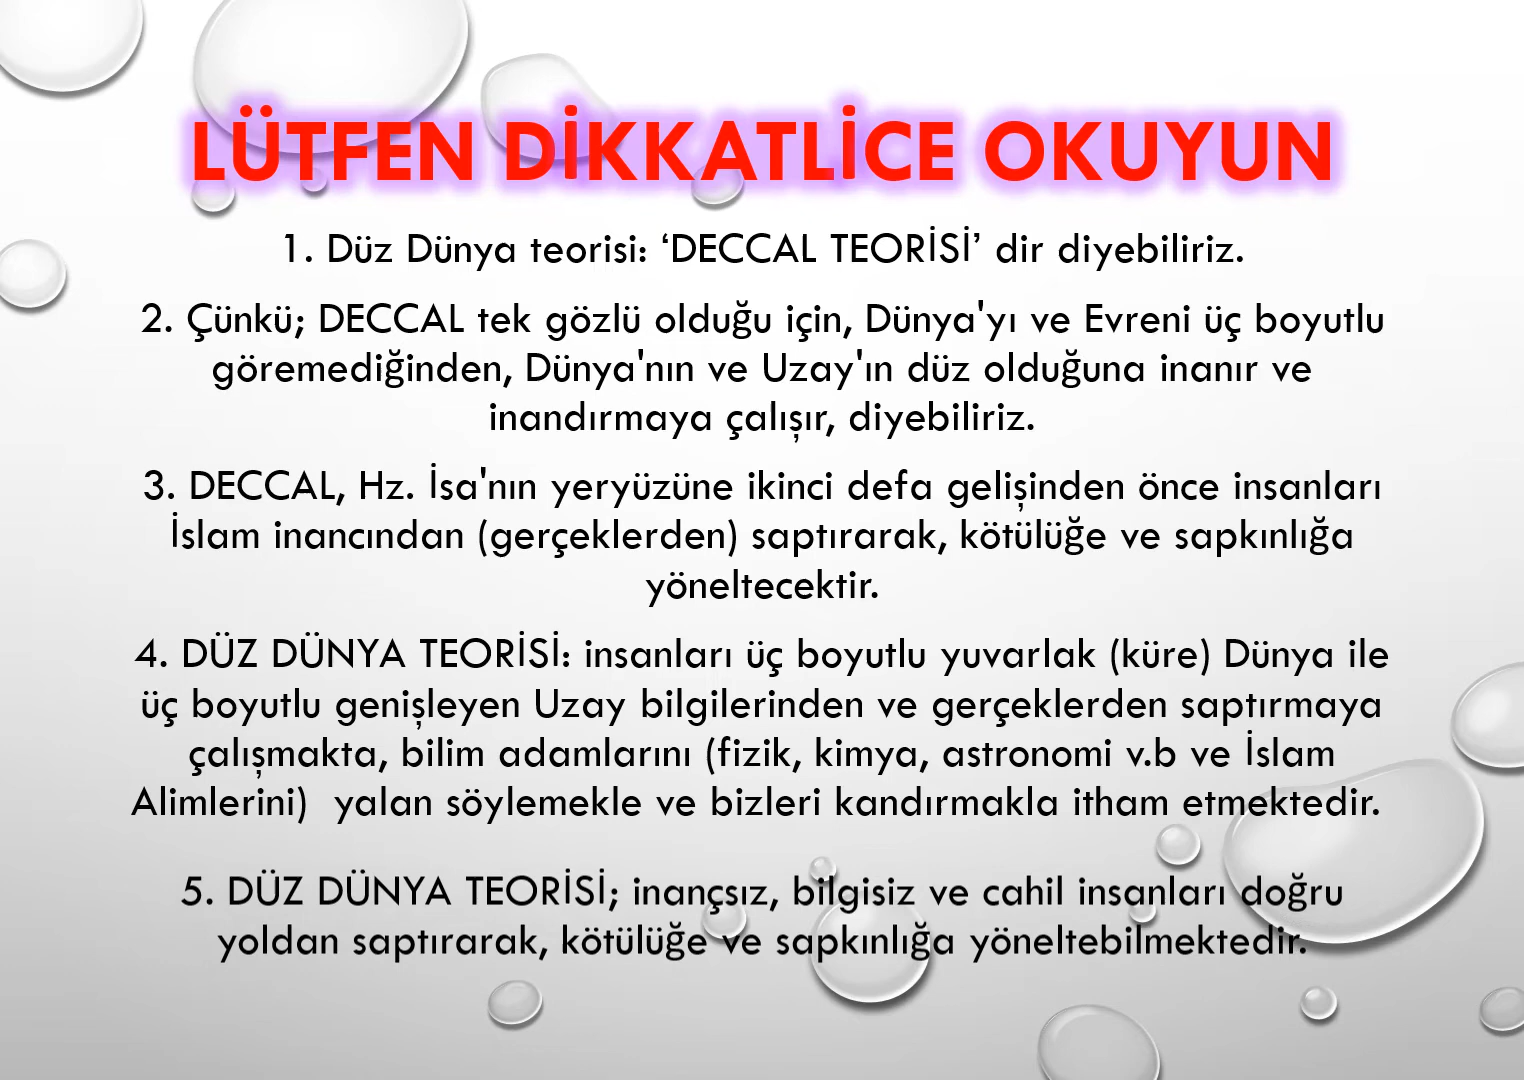 LÜTFEN DİKKATLİCE OKUYUN
1. Düz Dünya teorisi: ‘DECCAL TEORİSİ’ dir diyebiliriz.
2. Çünkü; DECCAL tek gözlü olduğu için, Dünya'yı ve Evreni üç boyutlu
göremediğinden, Dünya'nın ve Uzay'ın düz olduğuna inanır ve
inandırmaya çalışır, diyebiliriz.
3. DECCAL, Hz. İsa'nın yeryüzüne ikinci defa gelişinden önce insanları
İslam inancından (gerçeklerden) saptırarak, kötülüğe ve sapkınlığa
yöneltecektir.
4. DÜZ DÜNYA TEORİSİ: insanları üç boyutlu yuvarlak (küre) Dünya ile
üç boyutlu genişleyen Uzay bilgilerinden ve gerçeklerden saptırmaya
çalışmakta, bilim adamlarını (fizik, kimya, astronomi v.b ve İslam
Alimlerini)  yalan söylemekle ve bizleri kandırmakla itham etmektedir.
5. DÜZ DÜNYA TEORİSİ; inançsız, bilgisiz ve cahil insanları doğru
yoldan saptırarak, kötülüğe ve sapkınlığa yöneltebilmektedir.